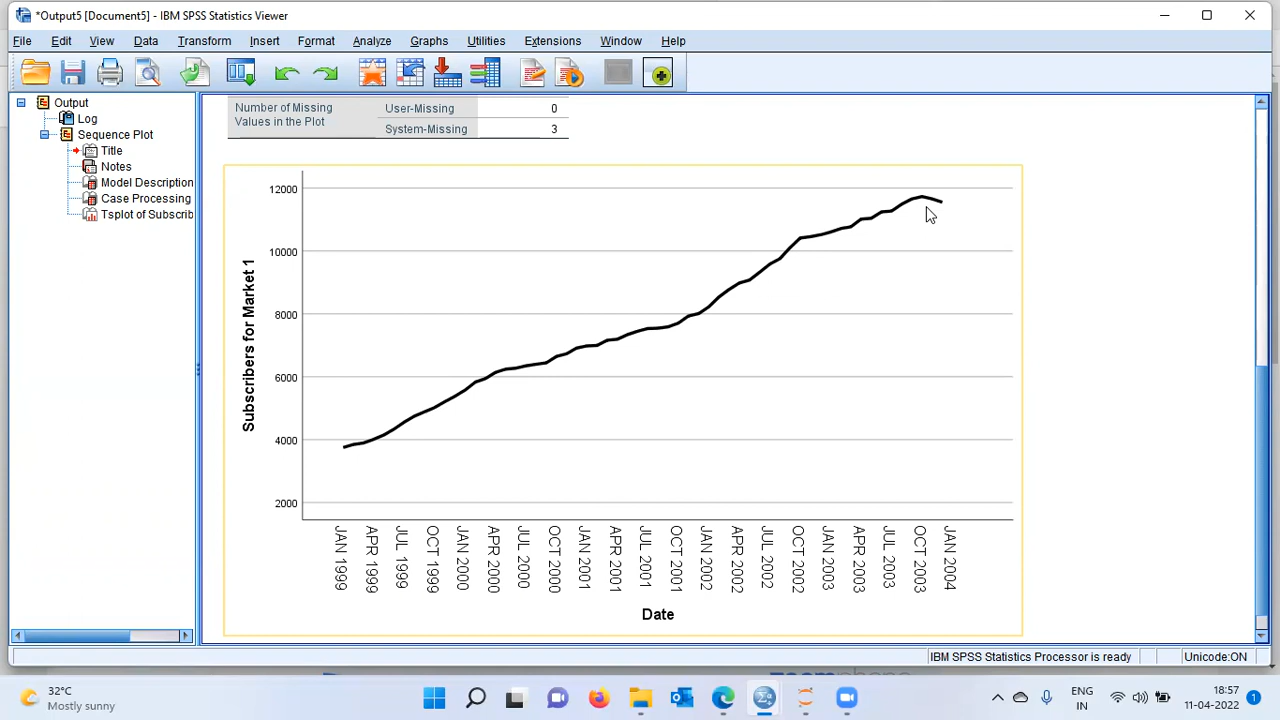 *Output5 [Document5] - IBM SPSS Statistics Viewer
File Edit View Data Transform Insert Format Analyze Graphs Utilities Extensions Window Help
Output
Log
Sequence Plot
Title
Notes
Model Description
Case Processing
Tsplot of Subscrib
Number of Missing User-Missing 0
Values in the Plot System-Missing 3
12000
10000
8000
6000
4000
2000
Subscribers for Market 1
JAN 1999 APR 1999 JUL 1999 OCT 1999 JAN 2000 APR 2000 JUL 2000 OCT 2000 JAN 2001 APR 2001 JUL 2001 OCT 2001 JAN 2002 APR 2002 JUL 2002 OCT 2002 JAN 2003 APR 2003 JUL 2003 OCT 2003 JAN 2004
Date
IBM SPSS Statistics Processor is ready Unicode:ON
32°C
Mostly sunny
ENG
IN
18:57
11-04-2022
1